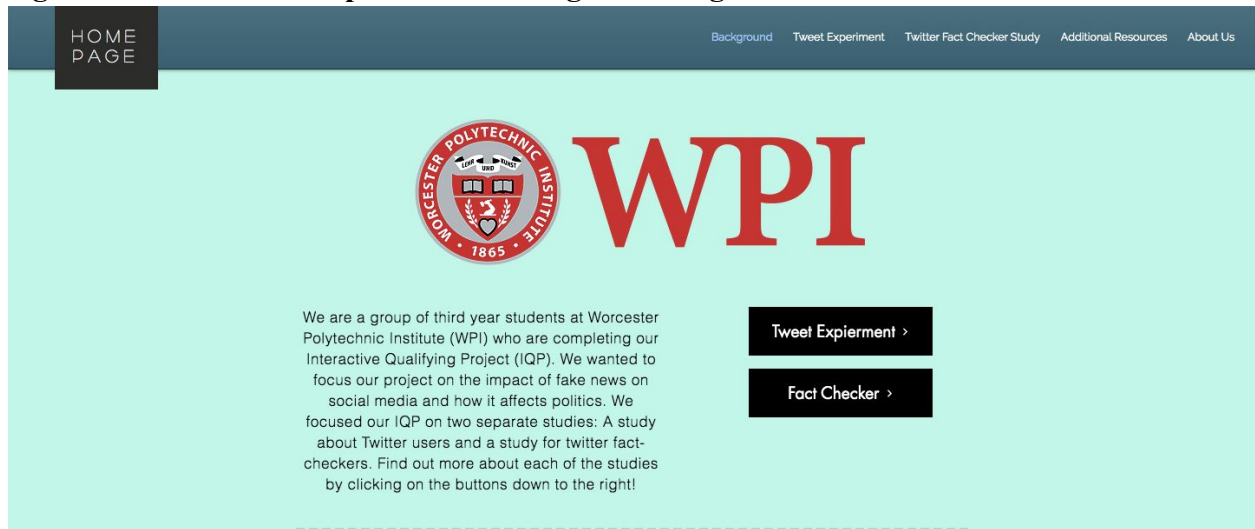 HOME
PAGE
Background Tweet Experiment Twitter Fact Checker Study Additional Resources About Us
WORCESTER POLYTECHNIC INSTITUTE
LEHR UND KUNST
1865
WPI
We are a group of third year students at Worcester
Polytechnic Institute (WPI) who are completing our
Interactive Qualifying Project (IQP). We wanted to
focus our project on the impact of fake news on
social media and how it affects politics. We
focused our IQP on two separate studies: A study
about Twitter users and a study for twitter fact-
checkers. Find out more about each of the studies
by clicking on the buttons down to the right!
Tweet Expierment >
Fact Checker >